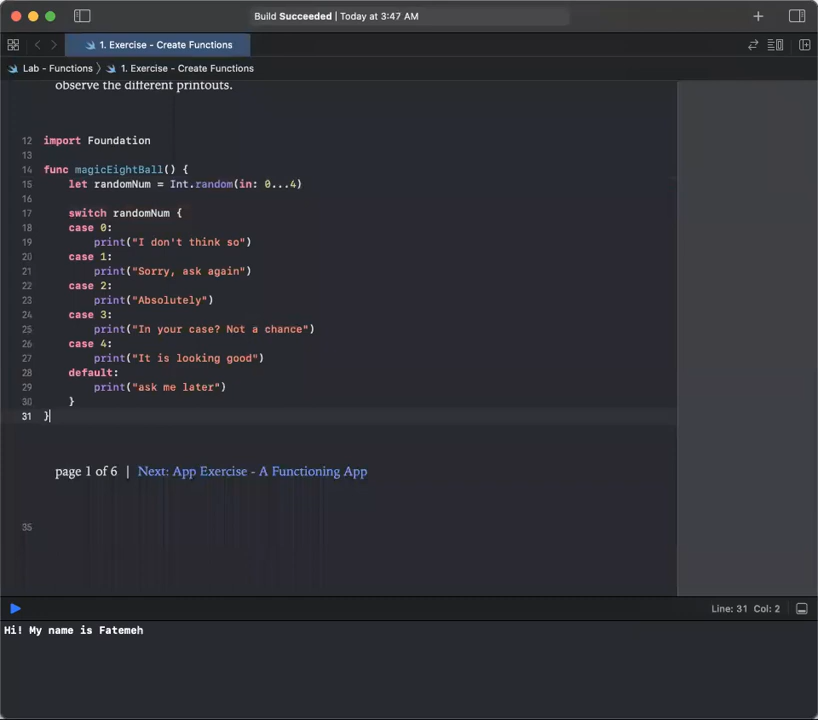 Build Succeeded | Today at 3:47 AM
1. Exercise - Create Functions
Lab - Functions 〉 1. Exercise - Create Functions
observe the different printouts.
12 import Foundation
13
14 func magicEightBall() {
15     let randomNum = Int.random(in: 0...4)
16
17     switch randomNum {
18     case 0:
19         print("I don't think so")
20     case 1:
21         print("Sorry, ask again")
22     case 2:
23         print("Absolutely")
24     case 3:
25         print("In your case? Not a chance")
26     case 4:
27         print("It is looking good")
28     default:
29         print("ask me later")
30     }
31 }
page 1 of 6 | Next: App Exercise - A Functioning App
35
Line: 31 Col: 2
Hi! My name is Fatemeh